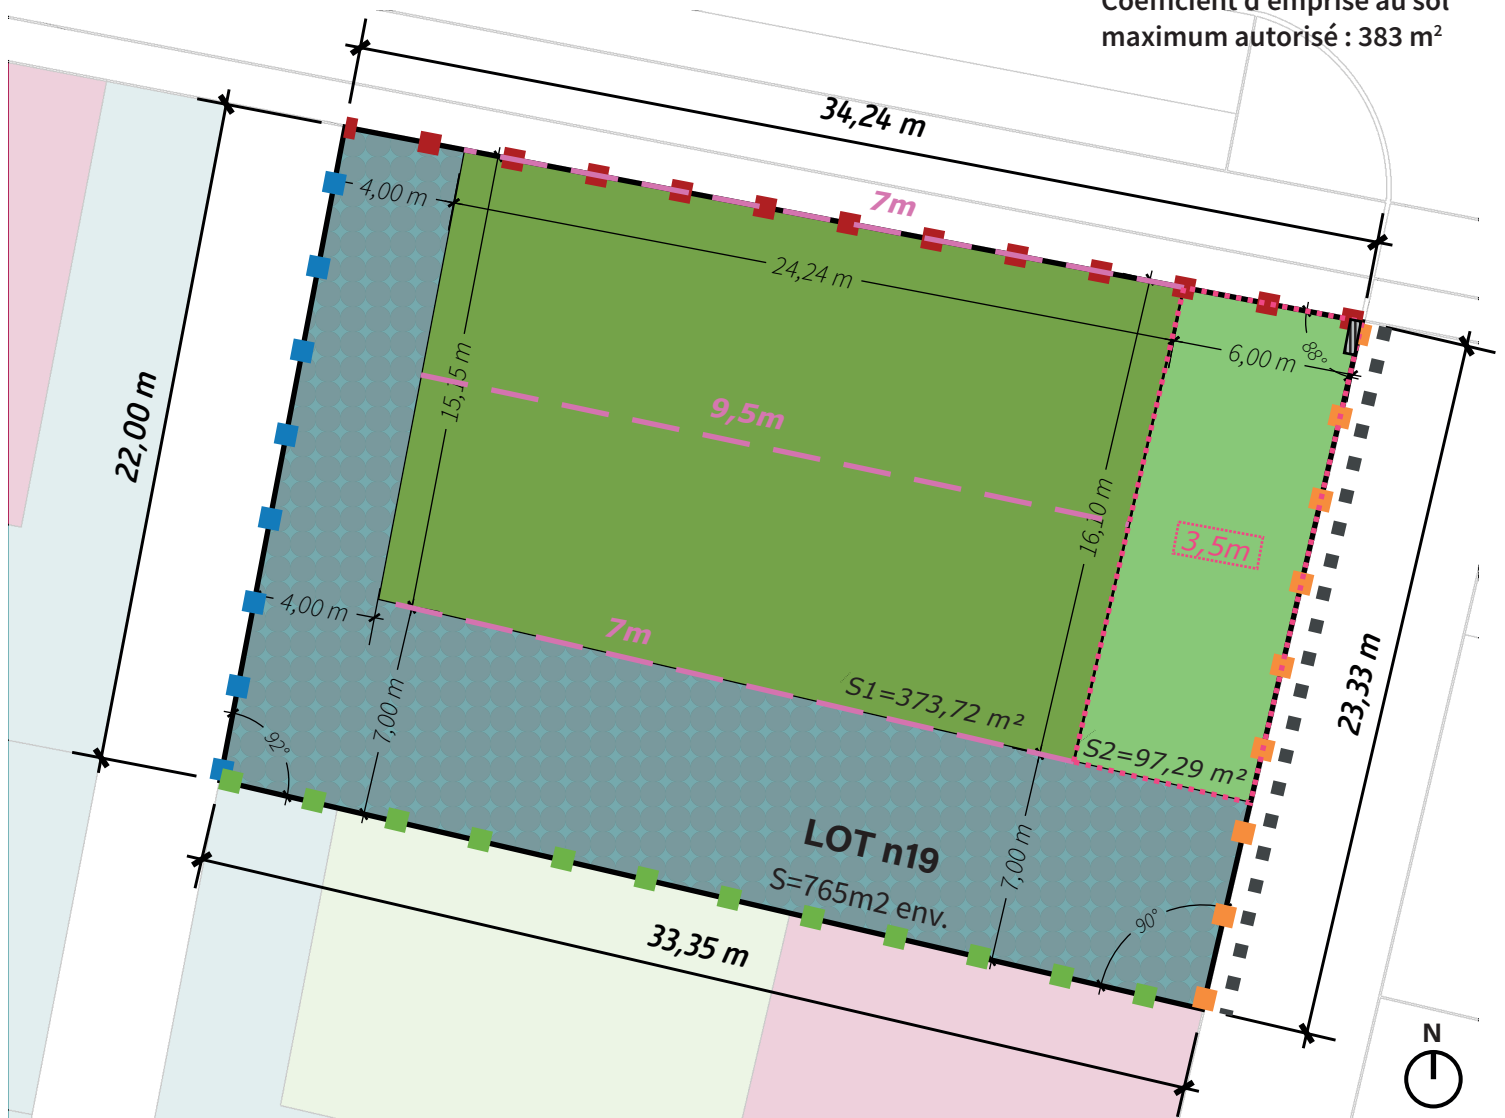 Coefficient d'emprise au sol
maximum autorisé : 383 m²
34,24 m
7m
4,00 m
24,24 m
6,00 m
88°
22,00 m
15,15 m
9,5m
16,10 m
3,5m
4,00 m
7m
S1=373,72 m²
S2=97,29 m²
23,33 m
7,00 m
92°
LOT n19
S=765m2 env.
7,00 m
90°
33,35 m
N